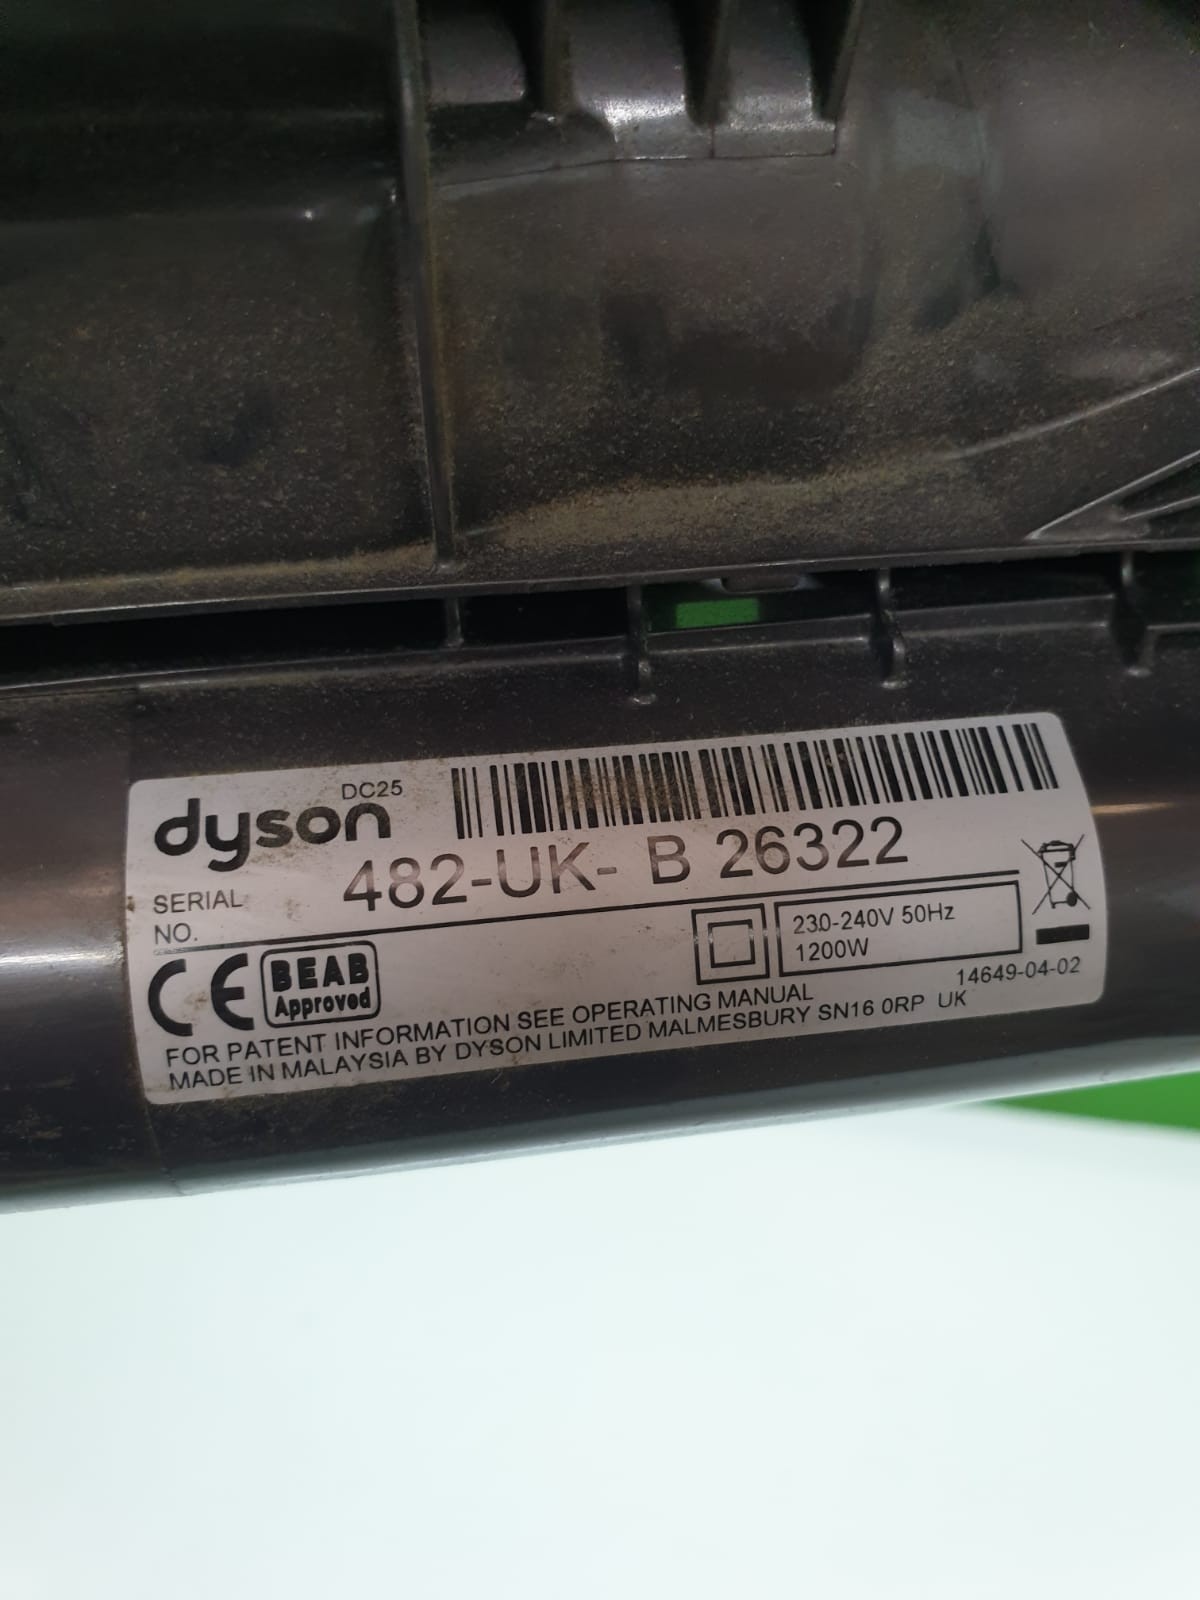 DC25
dyson
SERIAL NO. 482-UK- B 26322
CE BEAB Approved
230-240V 50Hz
1200W
14649-04-02
FOR PATENT INFORMATION SEE OPERATING MANUAL
MADE IN MALAYSIA BY DYSON LIMITED MALMESBURY SN16 0RP UK